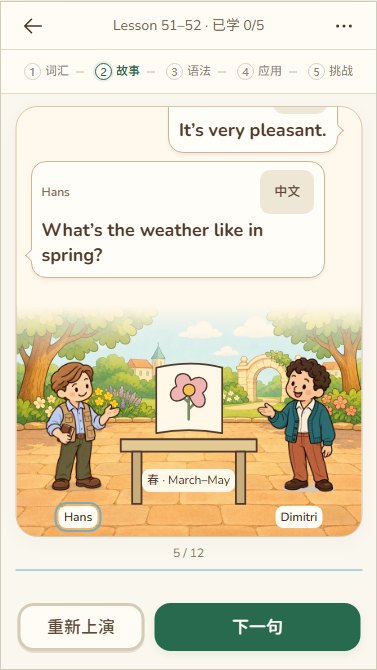 Lesson 51–52 · 已学 0/5
1 词汇 – 2 故事 – 3 语法 – 4 应用 – 5 挑战
It's very pleasant.
Hans
中文
What's the weather like in
spring?
春 · March–May
Hans
Dimitri
5 / 12
重新上演
下一句